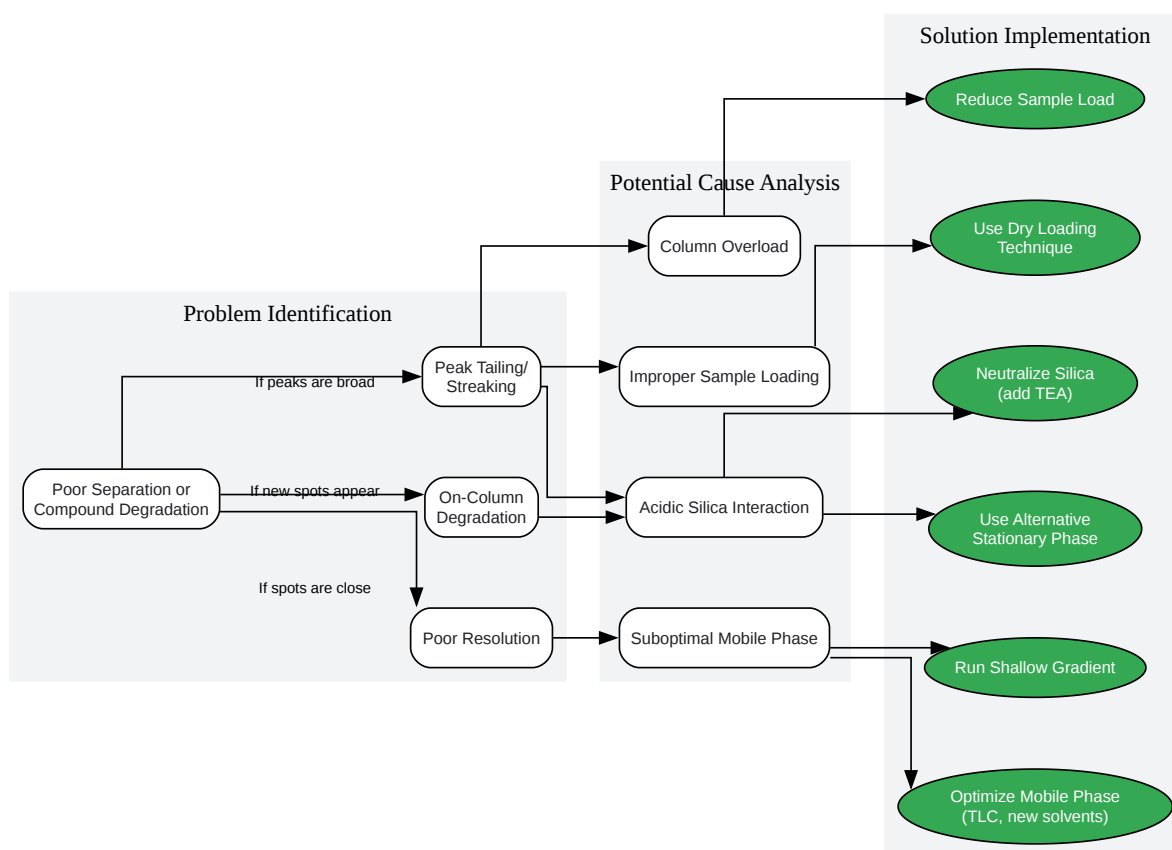 Solution Implementation
Reduce Sample Load
Potential Cause Analysis
Use Dry Loading
Technique
Column Overload
Problem Identification
Peak Tailing/
Streaking
If peaks are broad
Improper Sample Loading
Neutralize Silica
(add TEA)
Poor Separation or
Compound Degradation
If new spots appear
On-Column
Degradation
Acidic Silica Interaction
Use Alternative
Stationary Phase
If spots are close
Poor Resolution
Suboptimal Mobile Phase
Run Shallow Gradient
Optimize Mobile Phase
(TLC, new solvents)